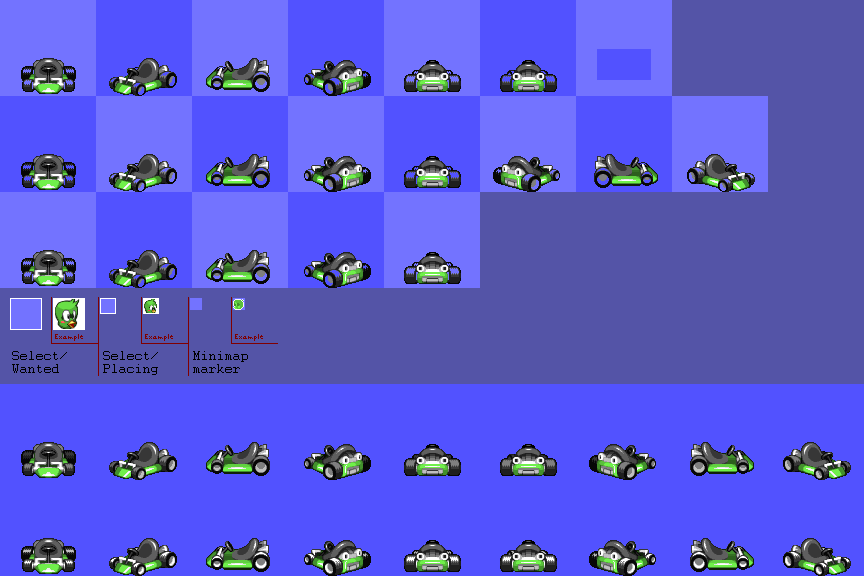 Example
Example
Example
Select/
Wanted
Select/
Placing
Minimap
marker